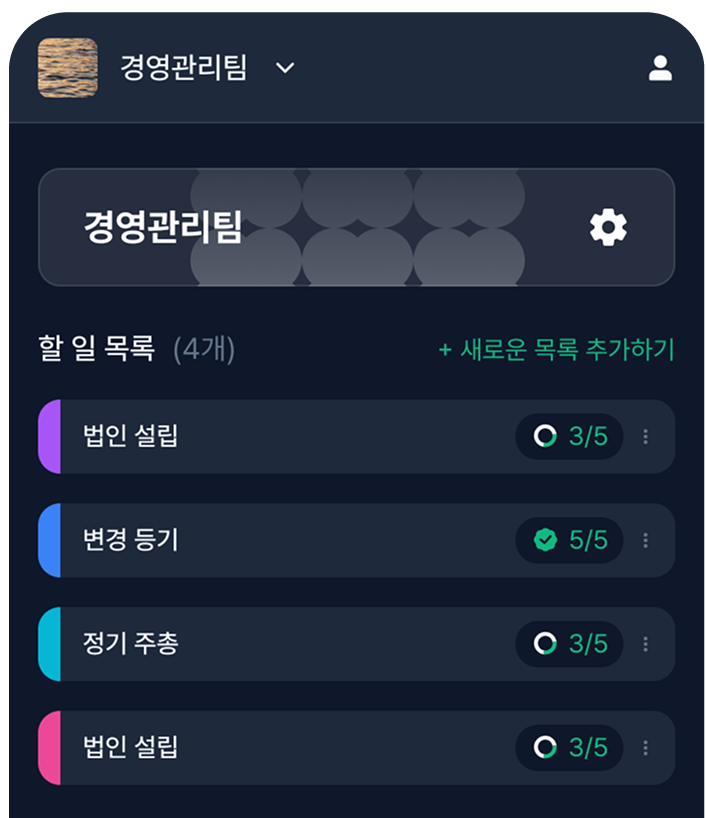 경영관리팀
경영관리팀
할 일 목록 (4개) + 새로운 목록 추가하기
법인 설립 3/5
변경 등기 5/5
정기 주총 3/5
법인 설립 3/5